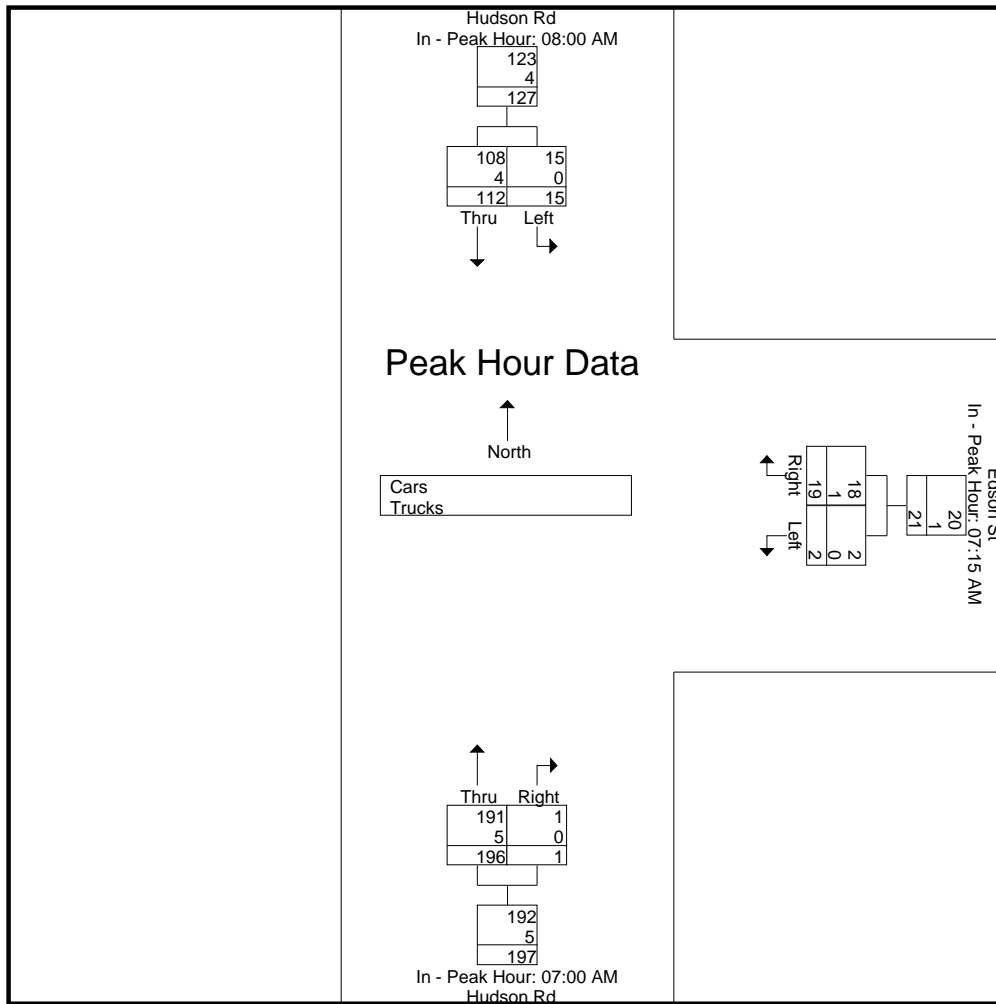 Hudson Rd
In - Peak Hour: 08:00 AM
123
4
127
108 15
4 0
112 15
Thru Left
Peak Hour Data
North
Cars
Trucks
Edson St
In - Peak Hour: 07:15 AM
20
1
21
18 2
1 0
19 2
Right Left
Thru Right
191 1
5 0
196 1
192
5
197
In - Peak Hour: 07:00 AM
Hudson Rd